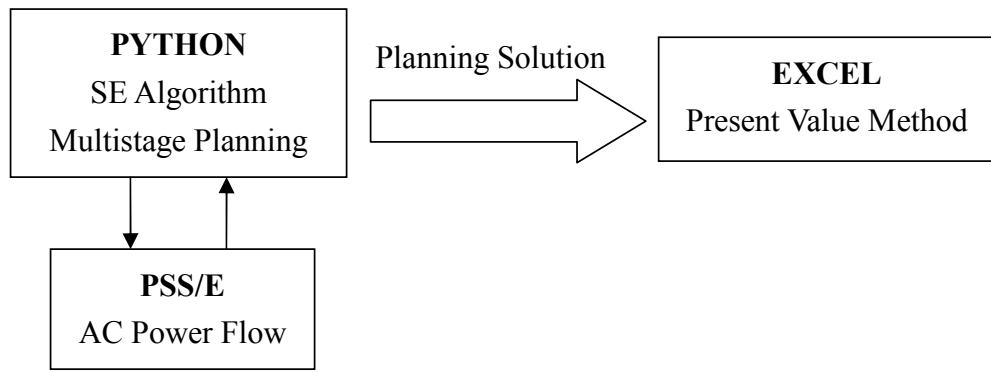 PYTHON
SE Algorithm
Multistage Planning
Planning Solution
EXCEL
Present Value Method
PSS/E
AC Power Flow